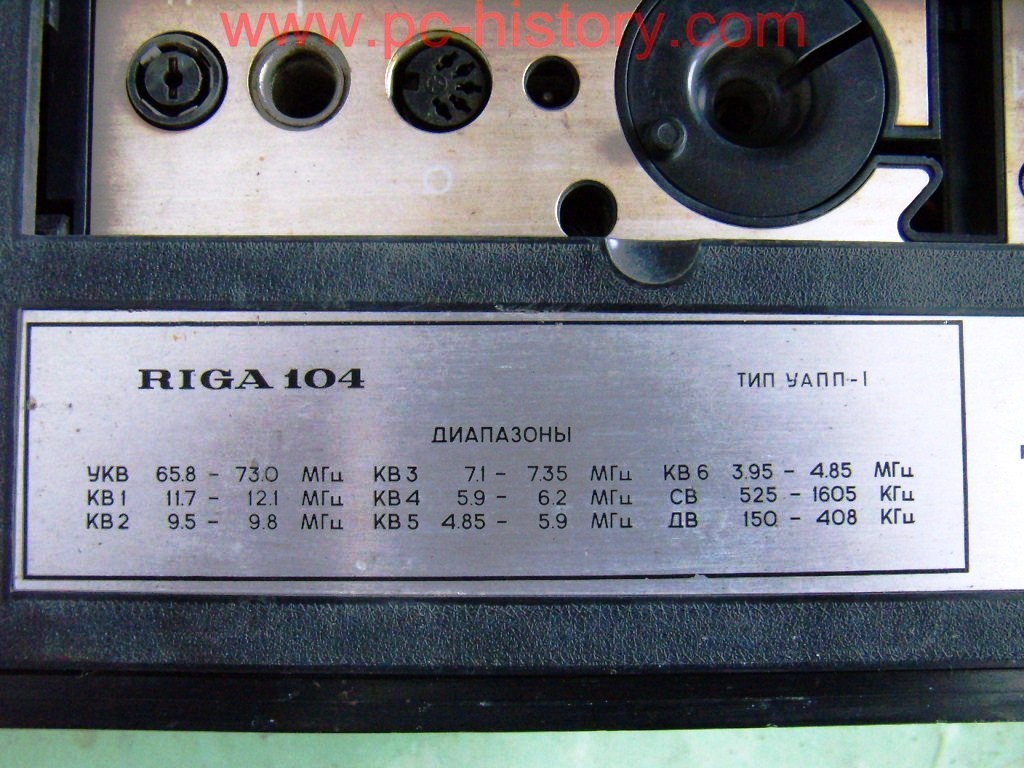 www.pc-history.com
RIGA 104 ТИП УАПП-1
ДИАПАЗОНЫ
УКВ 65.8 – 73.0 МГц КВ 3 7.1 – 7.35 МГц КВ 6 3.95 – 4.85 МГц
КВ 1 11.7 – 12.1 МГц КВ 4 5.9 – 6.2 МГц СВ 525 – 1605 КГц
КВ 2 9.5 – 9.8 МГц КВ 5 4.85 – 5.9 МГц ДВ 150 – 408 КГц